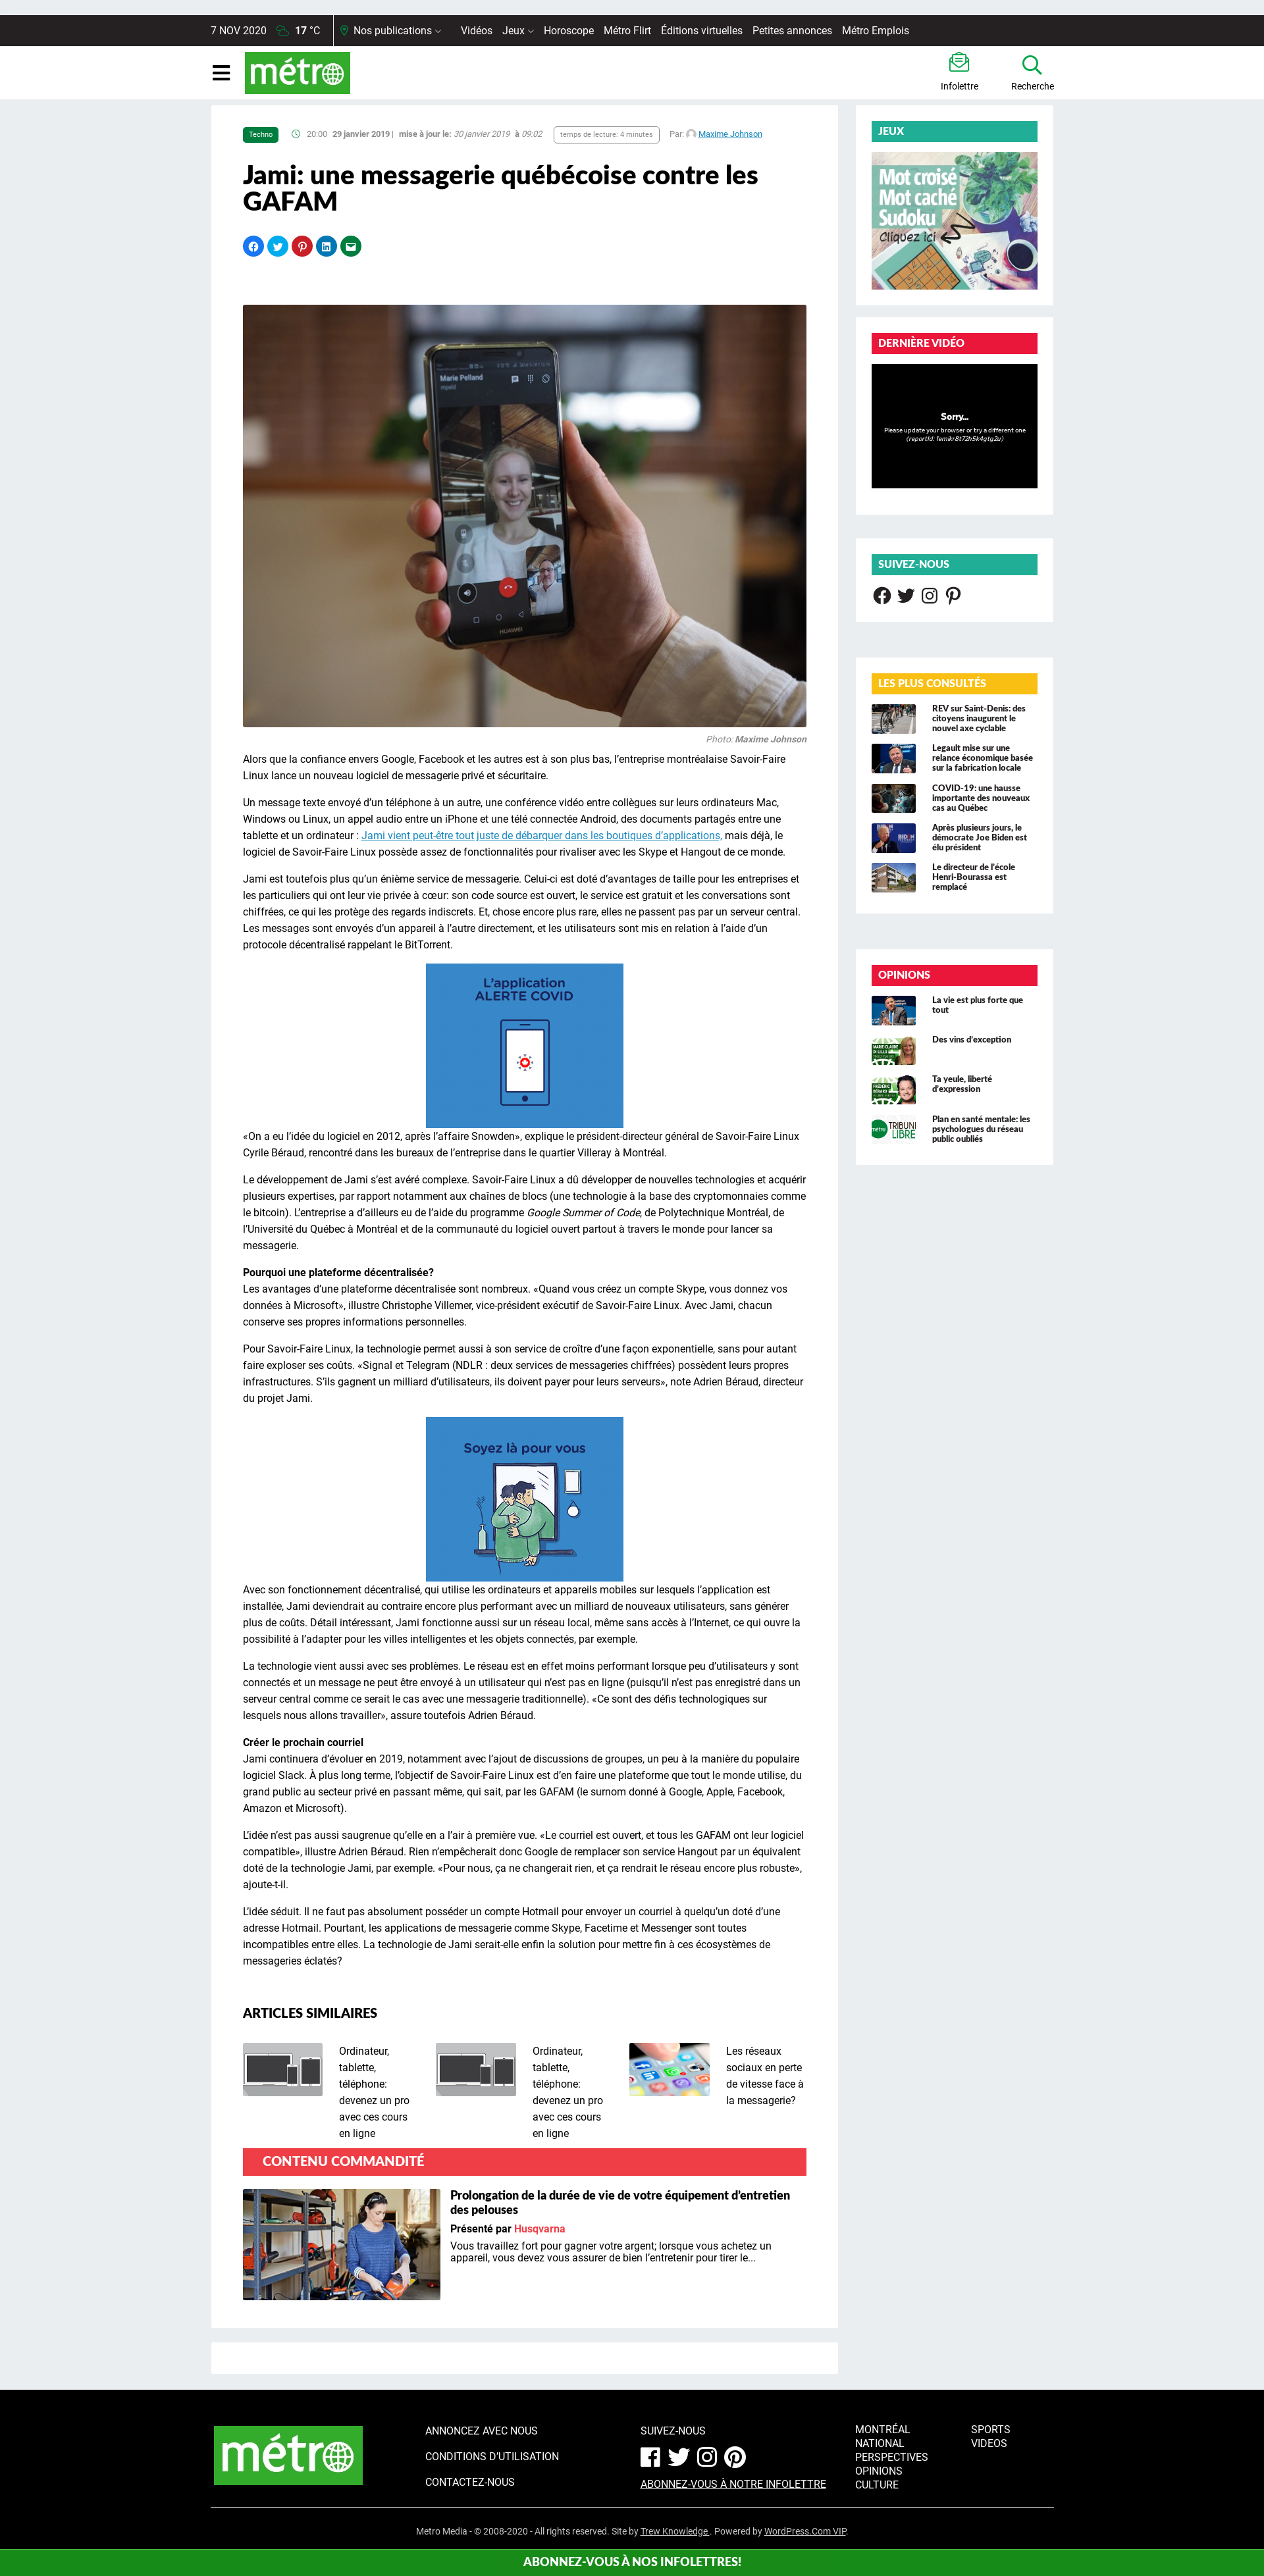 7 NOV 2020 17 °C Nos publications Vidéos Jeux Horoscope Métro Flirt Éditions virtuelles Petites annonces Métro Emplois
métro
Infolettre
Recherche
Techno 20:00 29 janvier 2019 | mise à jour le: 30 janvier 2019 à 09:02 temps de lecture: 4 minutes Par: Maxime Johnson
Jami: une messagerie québécoise contre les
GAFAM
Marie Pelland
mpeld
HUAWEI
Photo: Maxime Johnson
Alors que la confiance envers Google, Facebook et les autres est à son plus bas, l’entreprise montréalaise Savoir-Faire
Linux lance un nouveau logiciel de messagerie privé et sécuritaire.
Un message texte envoyé d’un téléphone à un autre, une conférence vidéo entre collègues sur leurs ordinateurs Mac,
Windows ou Linux, un appel audio entre un iPhone et une télé connectée Android, des documents partagés entre une
tablette et un ordinateur : Jami vient peut-être tout juste de débarquer dans les boutiques d’applications, mais déjà, le
logiciel de Savoir-Faire Linux possède assez de fonctionnalités pour rivaliser avec les Skype et Hangout de ce monde.
Jami est toutefois plus qu’un énième service de messagerie. Celui-ci est doté d’avantages de taille pour les entreprises et
les particuliers qui ont leur vie privée à cœur: son code source est ouvert, le service est gratuit et les conversations sont
chiffrées, ce qui les protège des regards indiscrets. Et, chose encore plus rare, elles ne passent pas par un serveur central.
Les messages sont envoyés d’un appareil à l’autre directement, et les utilisateurs sont mis en relation à l’aide d’un
protocole décentralisé rappelant le BitTorrent.
L’application
ALERTE COVID
«On a eu l’idée du logiciel en 2012, après l’affaire Snowden», explique le président-directeur général de Savoir-Faire Linux
Cyrile Béraud, rencontré dans les bureaux de l’entreprise dans le quartier Villeray à Montréal.
Le développement de Jami s’est avéré complexe. Savoir-Faire Linux a dû développer de nouvelles technologies et acquérir
plusieurs expertises, par rapport notamment aux chaînes de blocs (une technologie à la base des cryptomonnaies comme
le bitcoin). L’entreprise a d’ailleurs eu de l’aide du programme Google Summer of Code, de Polytechnique Montréal, de
l’Université du Québec à Montréal et de la communauté du logiciel ouvert partout à travers le monde pour lancer sa
messagerie.
Pourquoi une plateforme décentralisée?
Les avantages d’une plateforme décentralisée sont nombreux. «Quand vous créez un compte Skype, vous donnez vos
données à Microsoft», illustre Christophe Villemer, vice-président exécutif de Savoir-Faire Linux. Avec Jami, chacun
conserve ses propres informations personnelles.
Pour Savoir-Faire Linux, la technologie permet aussi à son service de croître d’une façon exponentielle, sans pour autant
faire exploser ses coûts. «Signal et Telegram (NDLR : deux services de messageries chiffrées) possèdent leurs propres
infrastructures. S’ils gagnent un milliard d’utilisateurs, ils doivent payer pour leurs serveurs», note Adrien Béraud, directeur
du projet Jami.
Soyez là pour vous
Avec son fonctionnement décentralisé, qui utilise les ordinateurs et appareils mobiles sur lesquels l’application est
installée, Jami deviendrait au contraire encore plus performant avec un milliard de nouveaux utilisateurs, sans générer
plus de coûts. Détail intéressant, Jami fonctionne aussi sur un réseau local, même sans accès à l’Internet, ce qui ouvre la
possibilité à l’adapter pour les villes intelligentes et les objets connectés, par exemple.
La technologie vient aussi avec ses problèmes. Le réseau est en effet moins performant lorsque peu d’utilisateurs y sont
connectés et un message ne peut être envoyé à un utilisateur qui n’est pas en ligne (puisqu’il n’est pas enregistré dans un
serveur central comme ce serait le cas avec une messagerie traditionnelle). «Ce sont des défis technologiques sur
lesquels nous allons travailler», assure toutefois Adrien Béraud.
Créer le prochain courriel
Jami continuera d’évoluer en 2019, notamment avec l’ajout de discussions de groupes, un peu à la manière du populaire
logiciel Slack. À plus long terme, l’objectif de Savoir-Faire Linux est d’en faire une plateforme que tout le monde utilise, du
grand public au secteur privé en passant même, qui sait, par les GAFAM (le surnom donné à Google, Apple, Facebook,
Amazon et Microsoft).
L’idée n’est pas aussi saugrenue qu’elle en a l’air à première vue. «Le courriel est ouvert, et tous les GAFAM ont leur logiciel
compatible», illustre Adrien Béraud. Rien n’empêcherait donc Google de remplacer son service Hangout par un équivalent
doté de la technologie Jami, par exemple. «Pour nous, ça ne changerait rien, et ça rendrait le réseau encore plus robuste»,
ajoute-t-il.
L’idée séduit. Il ne faut pas absolument posséder un compte Hotmail pour envoyer un courriel à quelqu’un doté d’une
adresse Hotmail. Pourtant, les applications de messagerie comme Skype, Facetime et Messenger sont toutes
incompatibles entre elles. La technologie de Jami serait-elle enfin la solution pour mettre fin à ces écosystèmes de
messageries éclatés?
ARTICLES SIMILAIRES
Ordinateur,
tablette,
téléphone:
devenez un pro
avec ces cours
en ligne
Ordinateur,
tablette,
téléphone:
devenez un pro
avec ces cours
en ligne
Les réseaux
sociaux en perte
de vitesse face à
la messagerie?
CONTENU COMMANDITÉ
Prolongation de la durée de vie de votre équipement d’entretien
des pelouses
Présenté par Husqvarna
Vous travaillez fort pour gagner votre argent; lorsque vous achetez un
appareil, vous devez vous assurer de bien l’entretenir pour tirer le...
JEUX
Mot croisé
Mot caché
Sudoku
Cliquez ici
DERNIÈRE VIDÉO
Sorry...
Please update your browser or try a different one
(reportId: 1emikr8t72h5k4gtg2u)
SUIVEZ-NOUS
LES PLUS CONSULTÉS
REV sur Saint-Denis: des
citoyens inaugurent le
nouvel axe cyclable
Legault mise sur une
relance économique basée
sur la fabrication locale
COVID-19: une hausse
importante des nouveaux
cas au Québec
Après plusieurs jours, le
démocrate Joe Biden est
élu président
Le directeur de l’école
Henri-Bourassa est
remplacé
OPINIONS
La vie est plus forte que
tout
Des vins d’exception
Ta yeule, liberté
d’expression
métro TRIBUNE LIBRE
Plan en santé mentale: les
psychologues du réseau
public oubliés
métro
ANNONCEZ AVEC NOUS
CONDITIONS D’UTILISATION
CONTACTEZ-NOUS
SUIVEZ-NOUS
ABONNEZ-VOUS À NOTRE INFOLETTRE
MONTRÉAL
NATIONAL
PERSPECTIVES
OPINIONS
CULTURE
SPORTS
VIDEOS
Metro Media - © 2008-2020 - All rights reserved. Site by Trew Knowledge . Powered by WordPress.Com VIP.
ABONNEZ-VOUS À NOS INFOLETTRES!